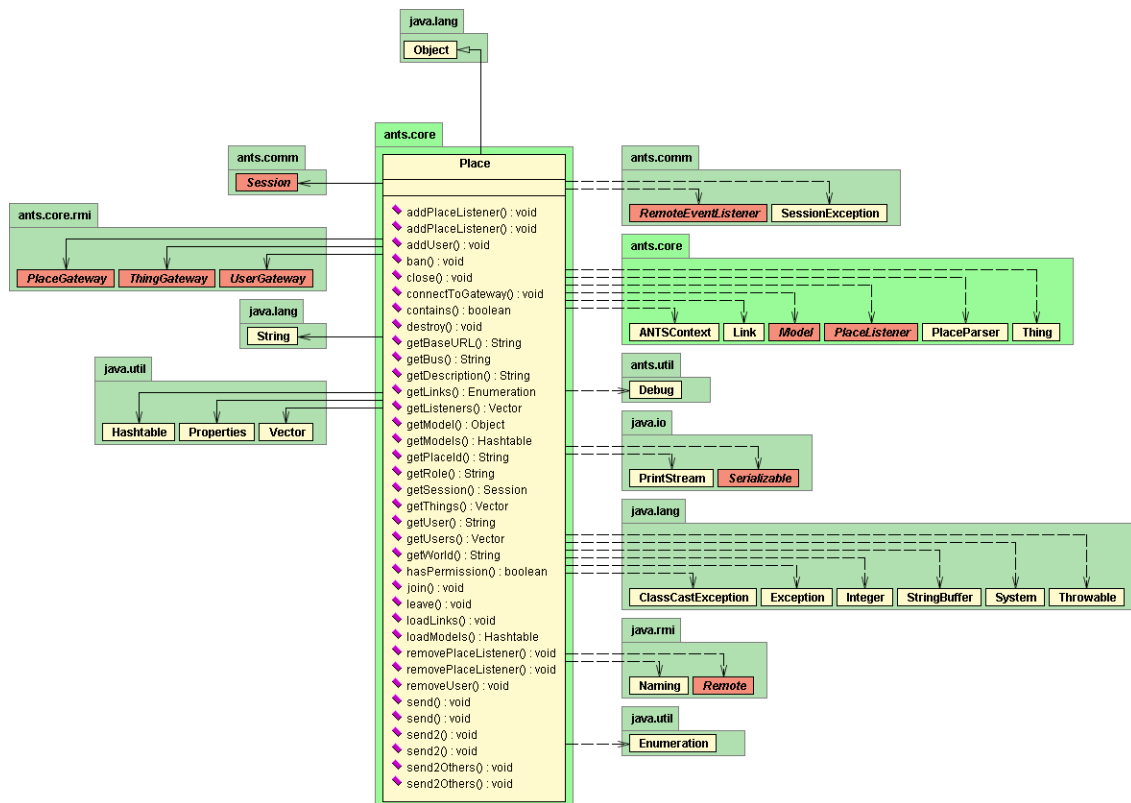 java.lang
Object
ants.core
Place
addPlaceListener() : void
addPlaceListener() : void
addUser() : void
ban() : void
close() : void
connectToGateway() : void
contains() : boolean
destroy() : void
getBaseURL() : String
getBus() : String
getDescription() : String
getLinks() : Enumeration
getListeners() : Vector
getModel() : Object
getModels() : Hashtable
getPlaceId() : String
getRole() : String
getSession() : Session
getThings() : Vector
getUser() : String
getUsers() : Vector
getWorld() : String
hasPermission() : boolean
join() : void
leave() : void
loadLinks() : void
loadModels() : Hashtable
removePlaceListener() : void
removePlaceListener() : void
removeUser() : void
send() : void
send() : void
send2() : void
send2() : void
send2Others() : void
send2Others() : void
ants.comm
Session
ants.core.rmi
PlaceGateway ThingGateway UserGateway
java.lang
String
java.util
Hashtable Properties Vector
ants.comm
RemoteEventListener SessionException
ants.core
ANTSContext Link Model PlaceListener PlaceParser Thing
ants.util
Debug
java.io
PrintStream Serializable
java.lang
ClassCastException Exception Integer StringBuffer System Throwable
java.rmi
Naming Remote
java.util
Enumeration